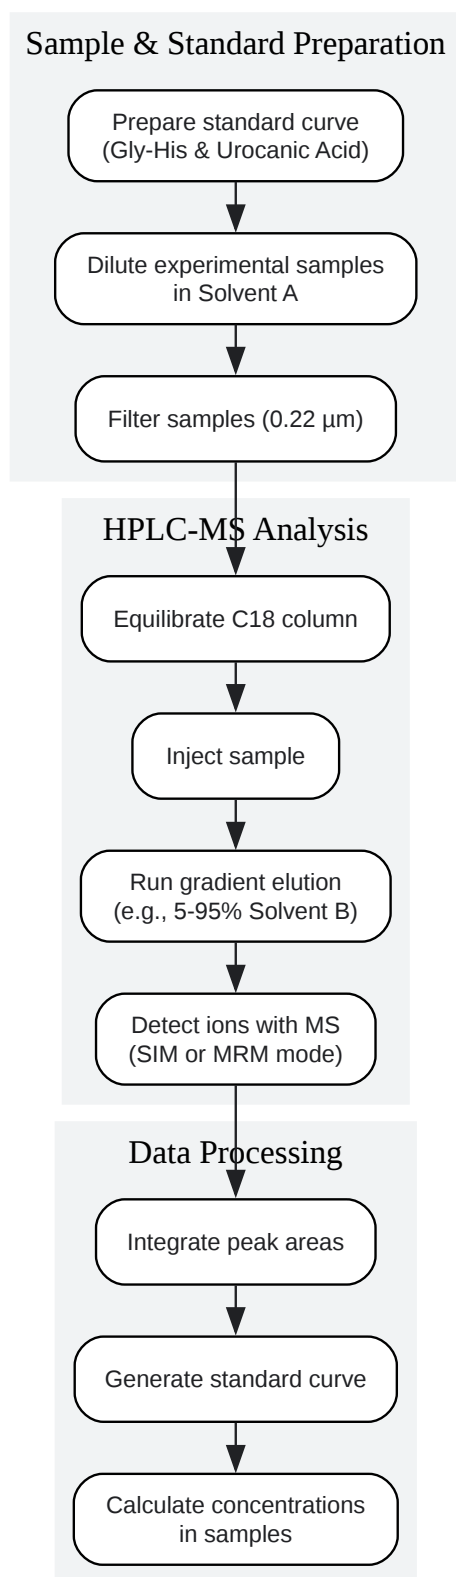 Sample & Standard Preparation
Prepare standard curve
(Gly-His & Urocanic Acid)
Dilute experimental samples
in Solvent A
Filter samples (0.22 µm)
HPLC-MS Analysis
Equilibrate C18 column
Inject sample
Run gradient elution
(e.g., 5-95% Solvent B)
Detect ions with MS
(SIM or MRM mode)
Data Processing
Integrate peak areas
Generate standard curve
Calculate concentrations
in samples